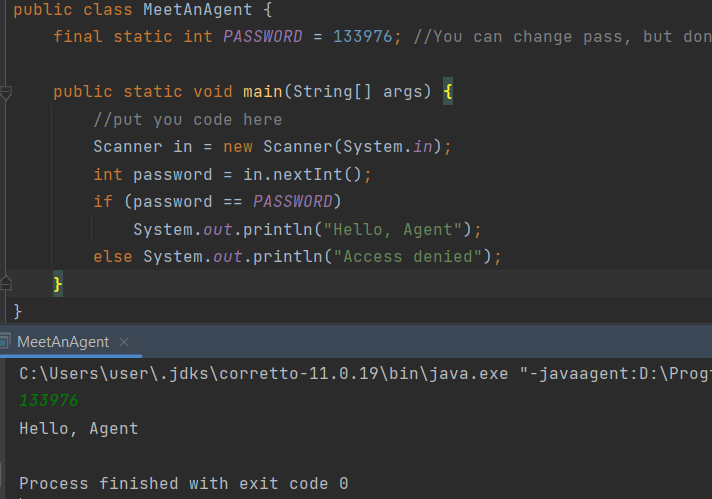 public class MeetAnAgent {
final static int PASSWORD = 133976; //You can change pass, but don
public static void main(String[] args) {
//put you code here
Scanner in = new Scanner(System.in);
int password = in.nextInt();
if (password == PASSWORD)
System.out.println("Hello, Agent");
else System.out.println("Access denied");
}
}
MeetAnAgent ×
C:\Users\user\.jdks\corretto-11.0.19\bin\java.exe "-javaagent:D:\Prog
133976
Hello, Agent
Process finished with exit code 0